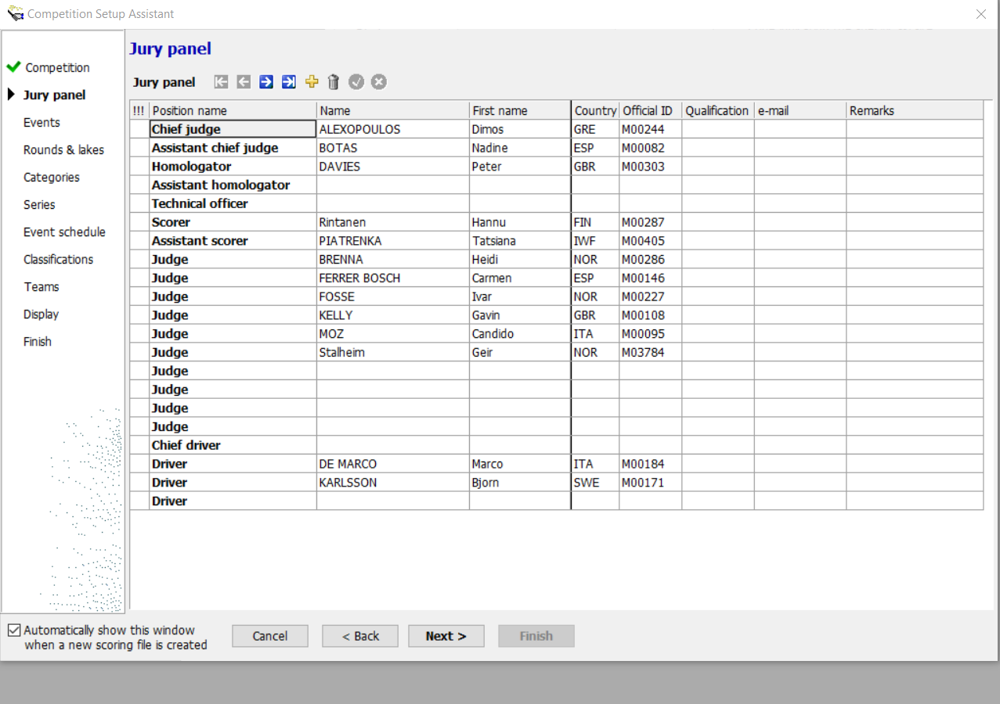 Competition Setup Assistant
Competition
Jury panel
Events
Rounds & lakes
Categories
Series
Event schedule
Classifications
Teams
Display
Finish
Jury panel
Jury panel
!!! Position name Name First name Country Official ID Qualification e-mail Remarks
Chief judge ALEXOPOULOS Dimos GRE M00244
Assistant chief judge BOTAS Nadine ESP M00082
Homologator DAVIES Peter GBR M00303
Assistant homologator
Technical officer
Scorer Rintanen Hannu FIN M00287
Assistant scorer PIATRENKA Tatsiana IWF M00405
Judge BRENNA Heidi NOR M00286
Judge FERRER BOSCH Carmen ESP M00146
Judge FOSSE Ivar NOR M00227
Judge KELLY Gavin GBR M00108
Judge MOZ Candido ITA M00095
Judge Stalheim Geir NOR M03784
Judge
Judge
Judge
Judge
Chief driver
Driver DE MARCO Marco ITA M00184
Driver KARLSSON Bjorn SWE M00171
Driver
Automatically show this window
when a new scoring file is created
Cancel < Back Next > Finish